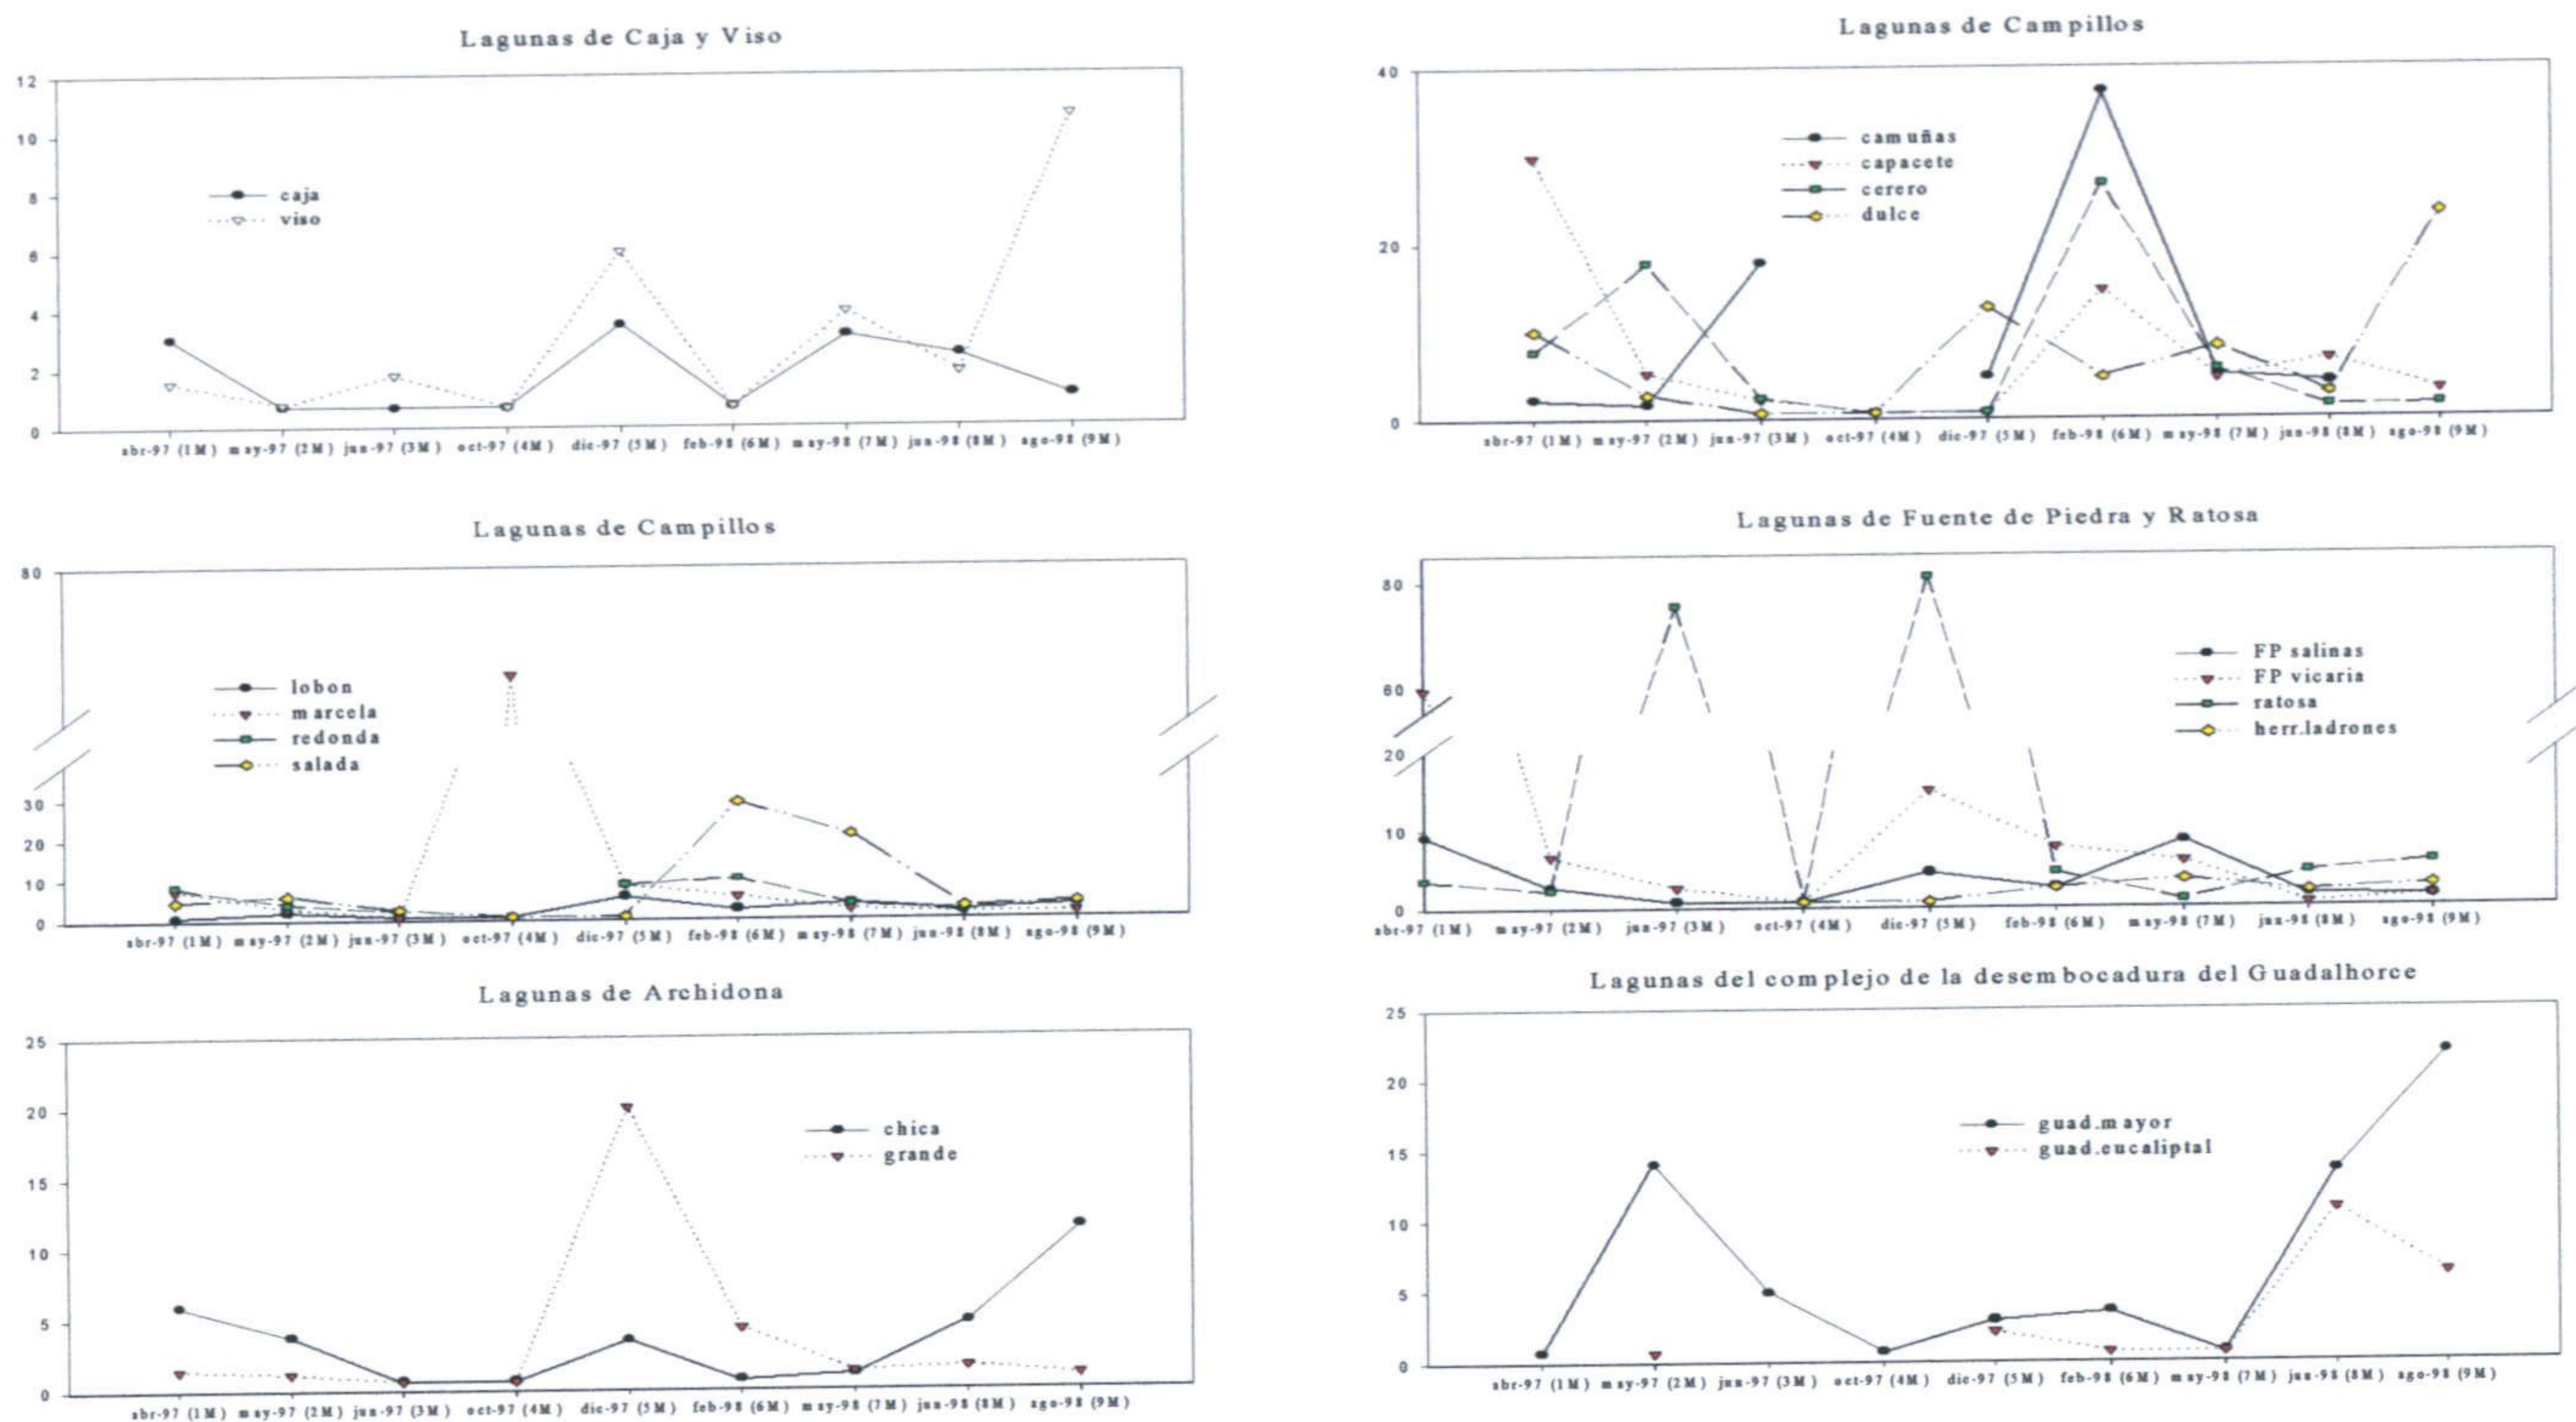 Lagunas de Caja y Viso
12
10
8
6
4
2
0
caja
viso
abr-97 (1M) may-97 (2M) jun-97 (3M) oct-97 (4M) dic-97 (5M) feb-98 (6M) may-98 (7M) jun-98 (8M) ago-98 (9M)
Lagunas de Campillos
40
20
0
camuñas
capacete
cerero
dulce
abr-97 (1M) may-97 (2M) jun-97 (3M) oct-97 (4M) dic-97 (5M) feb-98 (6M) may-98 (7M) jun-98 (8M) ago-98 (9M)
Lagunas de Campillos
80
30
20
10
0
lobon
marcela
redonda
salada
abr-97 (1M) may-97 (2M) jun-97 (3M) oct-97 (4M) dic-97 (5M) feb-98 (6M) may-98 (7M) jun-98 (8M) ago-98 (9M)
Lagunas de Fuente de Piedra y Ratosa
80
60
20
10
0
FP salinas
FP vicaria
ratosa
herr.ladrones
abr-97 (1M) may-97 (2M) jun-97 (3M) oct-97 (4M) dic-97 (5M) feb-98 (6M) may-98 (7M) jun-98 (8M) ago-98 (9M)
Lagunas de Archidona
25
20
15
10
5
0
chica
grande
abr-97 (1M) may-97 (2M) jun-97 (3M) oct-97 (4M) dic-97 (5M) feb-98 (6M) may-98 (7M) jun-98 (8M) ago-98 (9M)
Lagunas del complejo de la desembocadura del Guadalhorce
25
20
15
10
5
0
guad.mayor
guad.eucaliptal
abr-97 (1M) may-97 (2M) jun-97 (3M) oct-97 (4M) dic-97 (5M) feb-98 (6M) may-98 (7M) jun-98 (8M) ago-98 (9M)